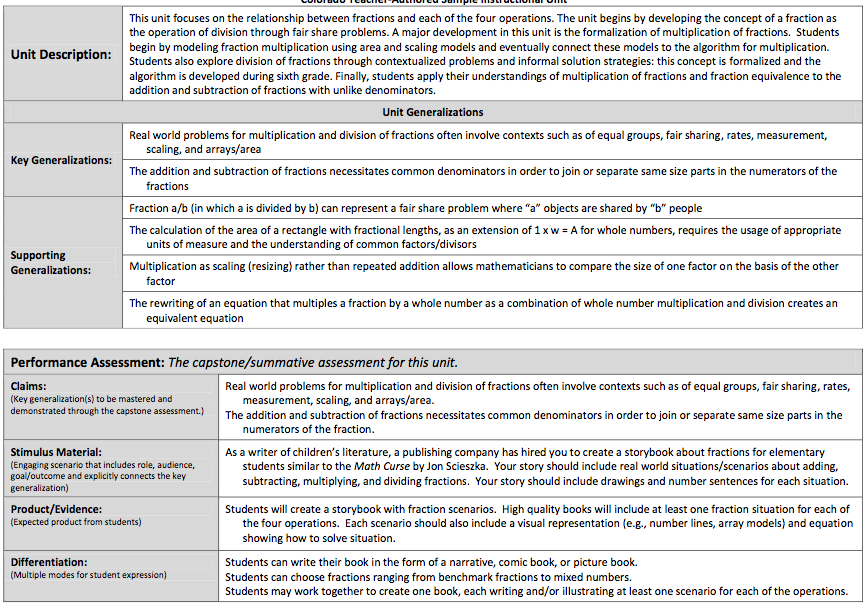 Colorado Teacher-Authored Sample Instructional Unit
Unit Description:
This unit focuses on the relationship between fractions and each of the four operations. The unit begins by developing the concept of a fraction as
the operation of division through fair share problems. A major development in this unit is the formalization of multiplication of fractions.  Students
begin by modeling fraction multiplication using area and scaling models and eventually connect these models to the algorithm for multiplication.
Students also explore division of fractions through contextualized problems and informal solution strategies: this concept is formalized and the
algorithm is developed during sixth grade. Finally, students apply their understandings of multiplication of fractions and fraction equivalence to the
addition and subtraction of fractions with unlike denominators.
Unit Generalizations
Key Generalizations:
Real world problems for multiplication and division of fractions often involve contexts such as of equal groups, fair sharing, rates, measurement,
scaling, and arrays/area
The addition and subtraction of fractions necessitates common denominators in order to join or separate same size parts in the numerators of the
fractions
Supporting
Generalizations:
Fraction a/b (in which a is divided by b) can represent a fair share problem where “a” objects are shared by “b” people
The calculation of the area of a rectangle with fractional lengths, as an extension of 1 x w = A for whole numbers, requires the usage of appropriate
units of measure and the understanding of common factors/divisors
Multiplication as scaling (resizing) rather than repeated addition allows mathematicians to compare the size of one factor on the basis of the other
factor
The rewriting of an equation that multiples a fraction by a whole number as a combination of whole number multiplication and division creates an
equivalent equation
Performance Assessment: The capstone/summative assessment for this unit.
Claims:
(Key generalization(s) to be mastered and
demonstrated through the capstone assessment.)
Real world problems for multiplication and division of fractions often involve contexts such as of equal groups, fair sharing, rates,
measurement, scaling, and arrays/area.
The addition and subtraction of fractions necessitates common denominators in order to join or separate same size parts in the
numerators of the fraction.
Stimulus Material:
(Engaging scenario that includes role, audience,
goal/outcome and explicitly connects the key
generalization)
As a writer of children’s literature, a publishing company has hired you to create a storybook about fractions for elementary
students similar to the Math Curse by Jon Scieszka.  Your story should include real world situations/scenarios about adding,
subtracting, multiplying, and dividing fractions.  Your story should include drawings and number sentences for each situation.
Product/Evidence:
(Expected product from students)
Students will create a storybook with fraction scenarios.  High quality books will include at least one fraction situation for each of
the four operations.  Each scenario should also include a visual representation (e.g., number lines, array models) and equation
showing how to solve situation.
Differentiation:
(Multiple modes for student expression)
Students can write their book in the form of a narrative, comic book, or picture book.
Students can choose fractions ranging from benchmark fractions to mixed numbers.
Students may work together to create one book, each writing and/or illustrating at least one scenario for each of the operations.